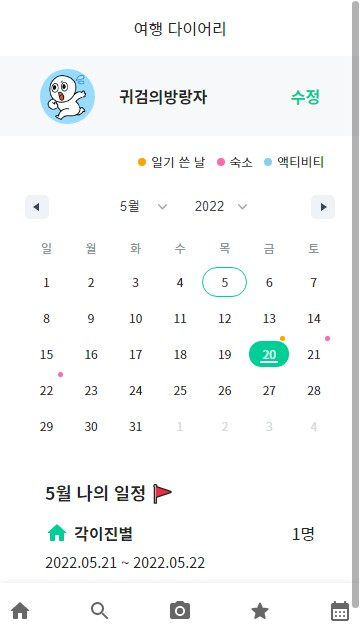 여행 다이어리
귀검의방랑자 수정
일기 쓴 날 숙소 액티비티
5월 2022
일 월 화 수 목 금 토
1 2 3 4 5 6 7
8 9 10 11 12 13 14
15 16 17 18 19 20 21
22 23 24 25 26 27 28
29 30 31 1 2 3 4
5월 나의 일정
각이진별 1명
2022.05.21 ~ 2022.05.22